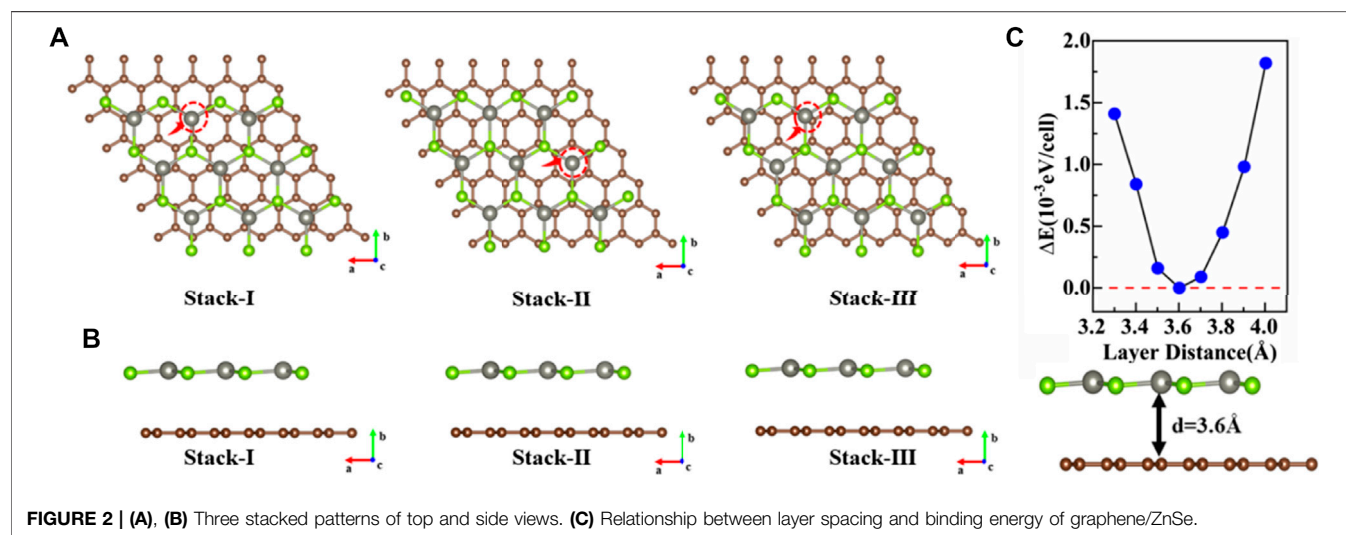 A
b
a
c
Stack-I
b
a
c
Stack-II
b
a
c
Stack-III
B
b
a
c
Stack-I
b
a
c
Stack-II
b
a
c
Stack-III
C
ΔE(10⁻³eV/cell)
2.0
1.5
1.0
0.5
0.0
3.2 3.4 3.6 3.8 4.0
Layer Distance(Å)
d=3.6Å
FIGURE 2 | (A), (B) Three stacked patterns of top and side views. (C) Relationship between layer spacing and binding energy of graphene/ZnSe.